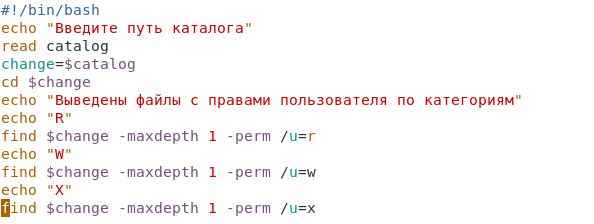 #!/bin/bash
echo "Введите путь каталога"
read catalog
change=$catalog
cd $change
echo "Выведены файлы с правами пользователя по категориям"
echo "R"
find $change -maxdepth 1 -perm /u=r
echo "W"
find $change -maxdepth 1 -perm /u=w
echo "X"
find $change -maxdepth 1 -perm /u=x